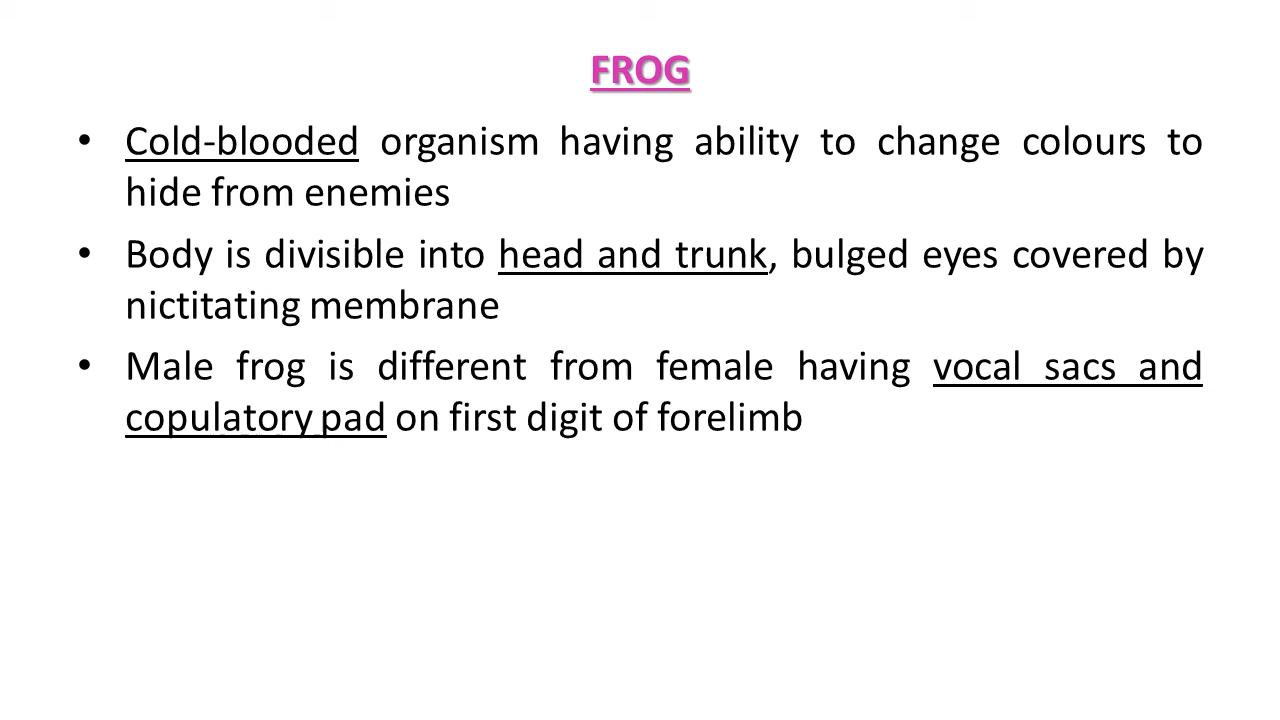 FROG
• Cold-blooded organism having ability to change colours to
hide from enemies
• Body is divisible into head and trunk, bulged eyes covered by
nictitating membrane
• Male frog is different from female having vocal sacs and
copulatory pad on first digit of forelimb